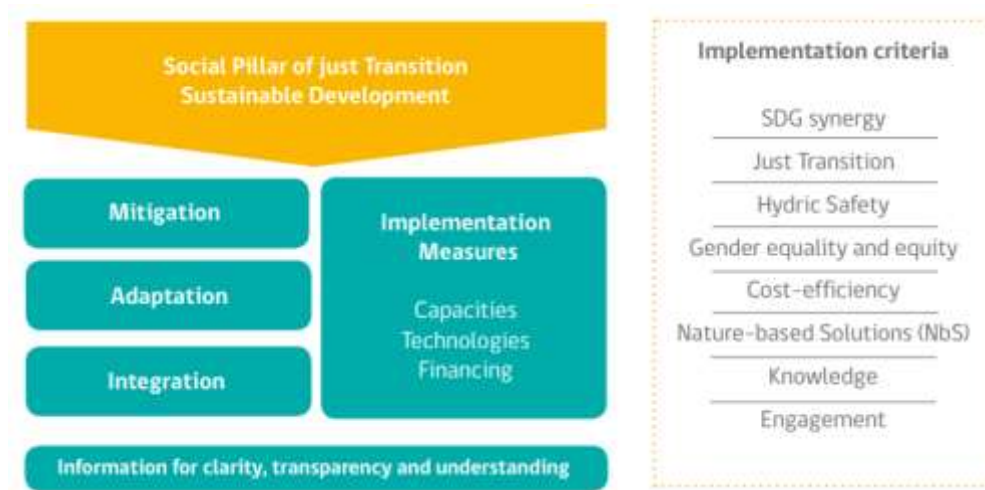 Social Pillar of just Transition
Sustainable Development
Mitigation
Adaptation
Integration
Implementation
Measures
Capacities
Technologies
Financing
Information for clarity, transparency and understanding
Implementation criteria
SDG synergy
Just Transition
Hydric Safety
Gender equality and equity
Cost-efficiency
Nature-based Solutions (NbS)
Knowledge
Engagement